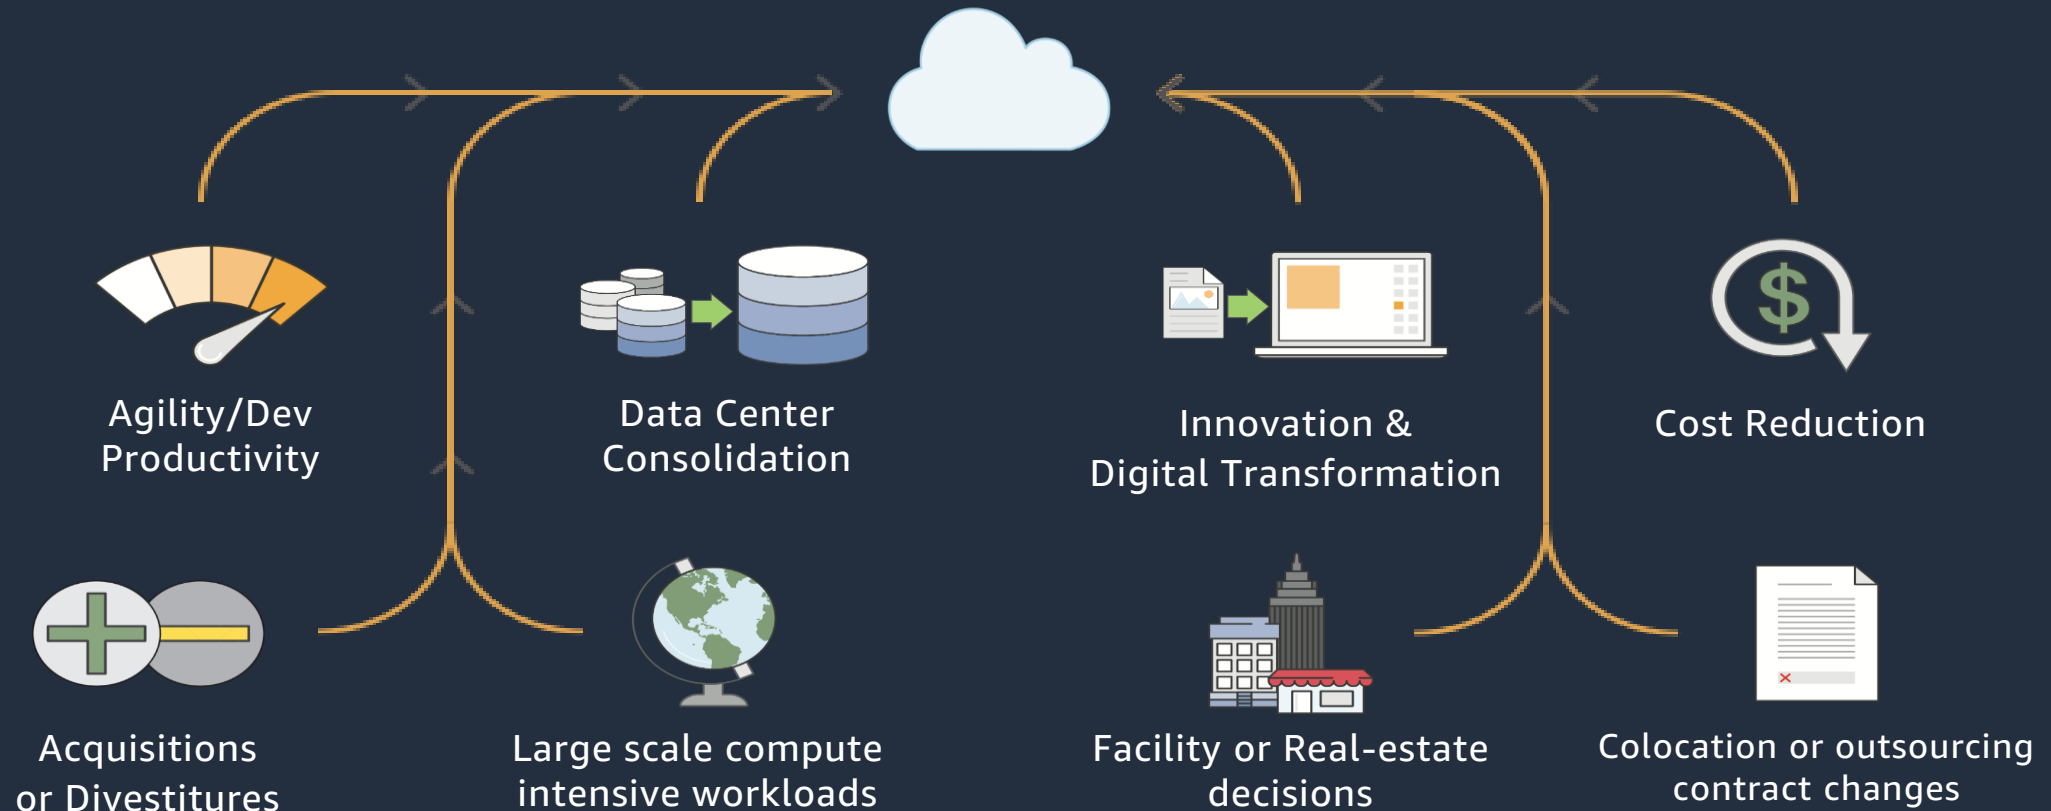 Agility/Dev
Productivity
Data Center
Consolidation
Innovation &
Digital Transformation
Cost Reduction
Acquisitions
or Divestitures
Large scale compute
intensive workloads
Facility or Real-estate
decisions
Colocation or outsourcing
contract changes